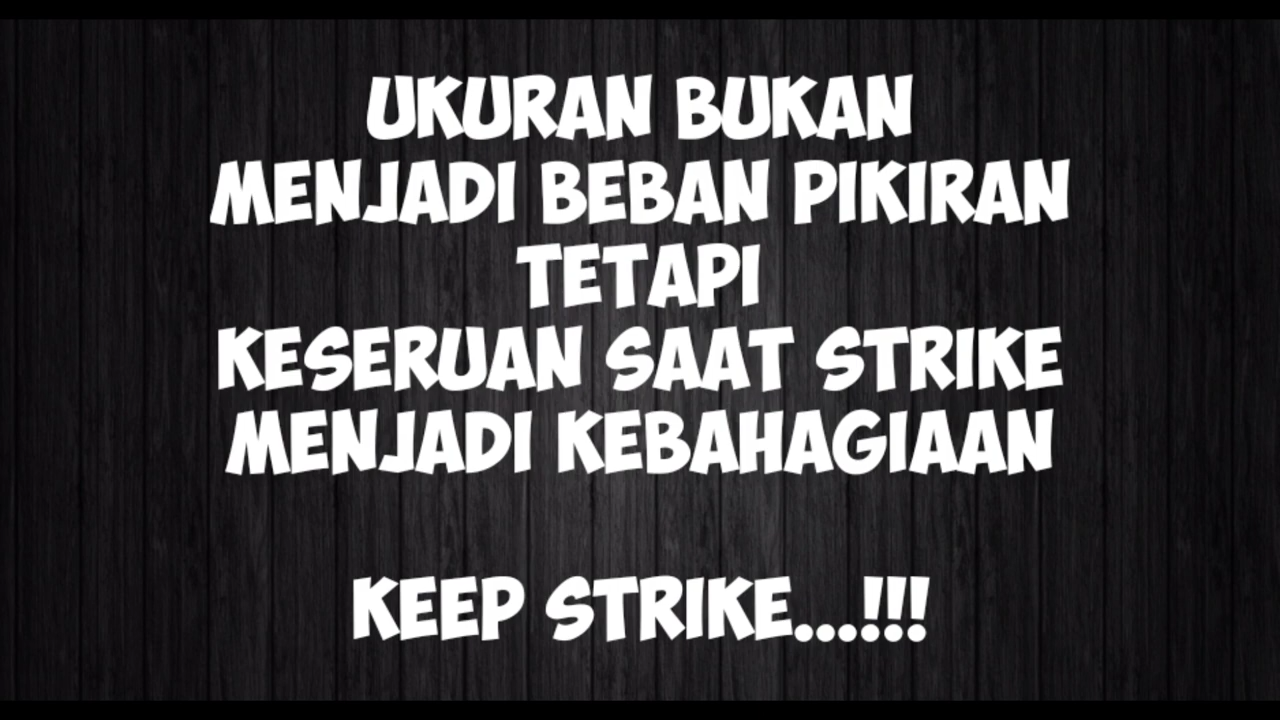 UKURAN BUKAN
MENJADI BEBAN PIKIRAN
TETAPI
KESERUAN SAAT STRIKE
MENJADI KEBAHAGIAAN
KEEP STRIKE...!!!